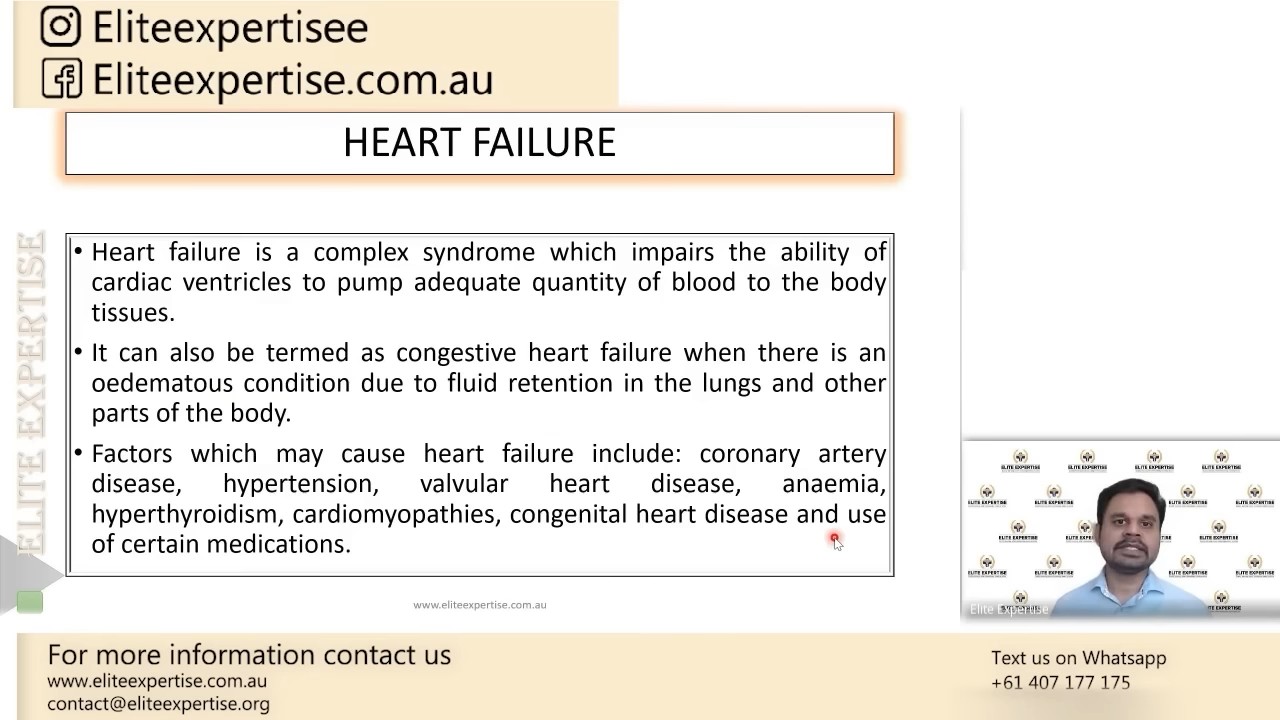 Eliteexpertisee
Eliteexpertise.com.au
HEART FAILURE
ELITE EXPERTISE
• Heart failure is a complex syndrome which impairs the ability of
cardiac ventricles to pump adequate quantity of blood to the body
tissues.
• It can also be termed as congestive heart failure when there is an
oedematous condition due to fluid retention in the lungs and other
parts of the body.
• Factors which may cause heart failure include: coronary artery
disease, hypertension, valvular heart disease, anaemia,
hyperthyroidism, cardiomyopathies, congenital heart disease and use
of certain medications.
www.eliteexpertise.com.au
ELITE EXPERTISE
Elite Expertise
For more information contact us
www.eliteexpertise.com.au
contact@eliteexpertise.org
Text us on Whatsapp
+61 407 177 175